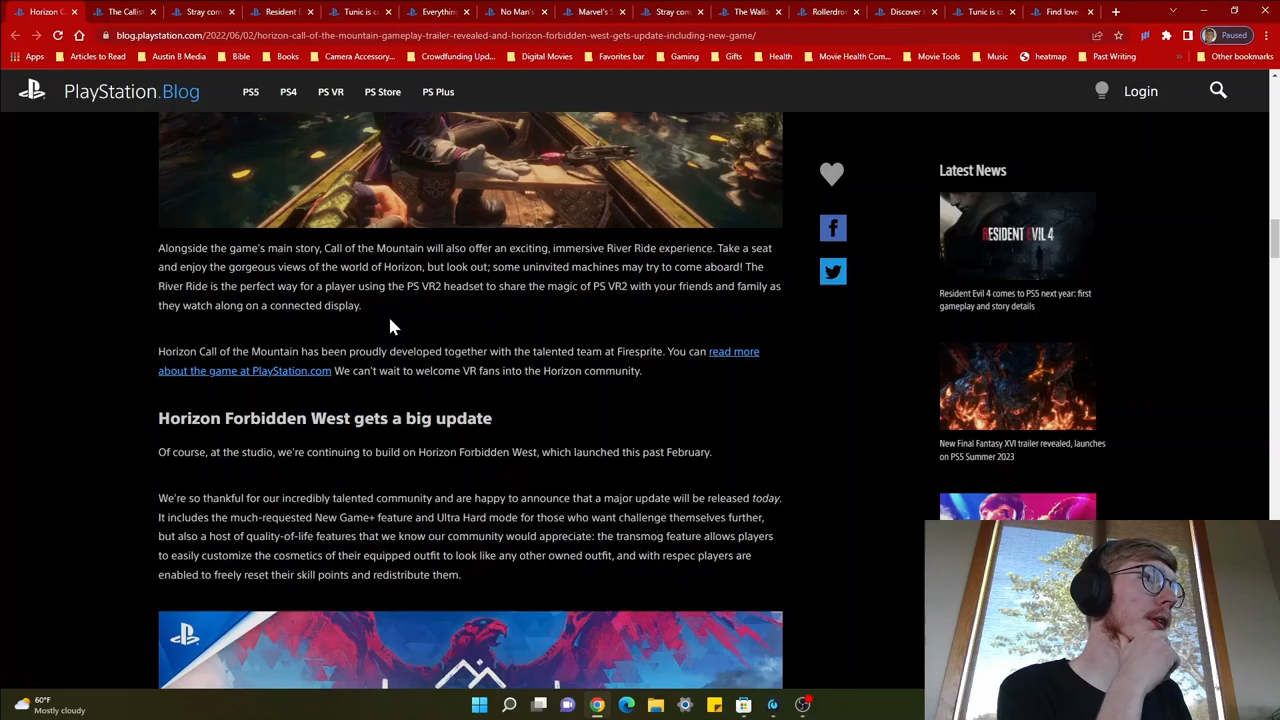 Horizon C
The Callist
Stray com
Resident
Tunic is c
Everything
No Man's
Marvel's S
Stray com
The Walki
Rollerdrom
Discover t
Tunic is co
Find love
blog.playstation.com/2022/06/02/horizon-call-of-the-mountain-gameplay-trailer-revealed-and-horizon-forbidden-west-gets-update-including-new-game/
Paused
Apps
Articles to Read
Austin B Media
Bible
Books
Camera Accessory...
Crowdfunding Upd...
Digital Movies
Favorites bar
Gaming
Gifts
Health
Movie Health Com...
Movie Tools
Music
heatmap
Past Writing
»
Other bookmarks
PlayStation.Blog
PS5
PS4
PS VR
PS Store
PS Plus
Login
Alongside the game's main story, Call of the Mountain will also offer an exciting, immersive River Ride experience. Take a seat
and enjoy the gorgeous views of the world of Horizon, but look out; some uninvited machines may try to come aboard! The
River Ride is the perfect way for a player using the PS VR2 headset to share the magic of PS VR2 with your friends and family as
they watch along on a connected display.
Horizon Call of the Mountain has been proudly developed together with the talented team at Firesprite. You can read more
about the game at PlayStation.com We can't wait to welcome VR fans into the Horizon community.
Horizon Forbidden West gets a big update
Of course, at the studio, we're continuing to build on Horizon Forbidden West, which launched this past February.
We're so thankful for our incredibly talented community and are happy to announce that a major update will be released today.
It includes the much-requested New Game+ feature and Ultra Hard mode for those who want challenge themselves further,
but also a host of quality-of-life features that we know our community would appreciate: the transmog feature allows players
to easily customize the cosmetics of their equipped outfit to look like any other owned outfit, and with respec players are
enabled to freely reset their skill points and redistribute them.
Latest News
RESIDENT EVIL 4
Resident Evil 4 comes to PS5 next year: first
gameplay and story details
New Final Fantasy XVI trailer revealed, launches
on PS5 Summer 2023
60°F
Mostly cloudy